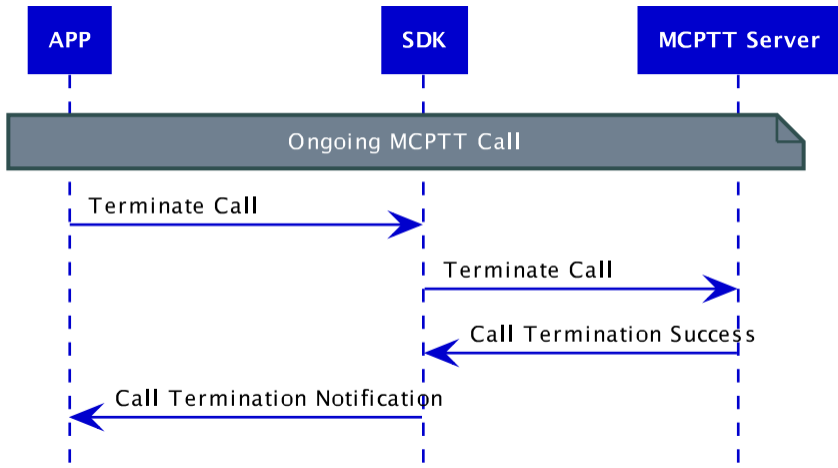 APP
SDK
MCPTT Server
Ongoing MCPTT Call
Terminate Call
Terminate Call
Call Termination Success
Call Termination Notification